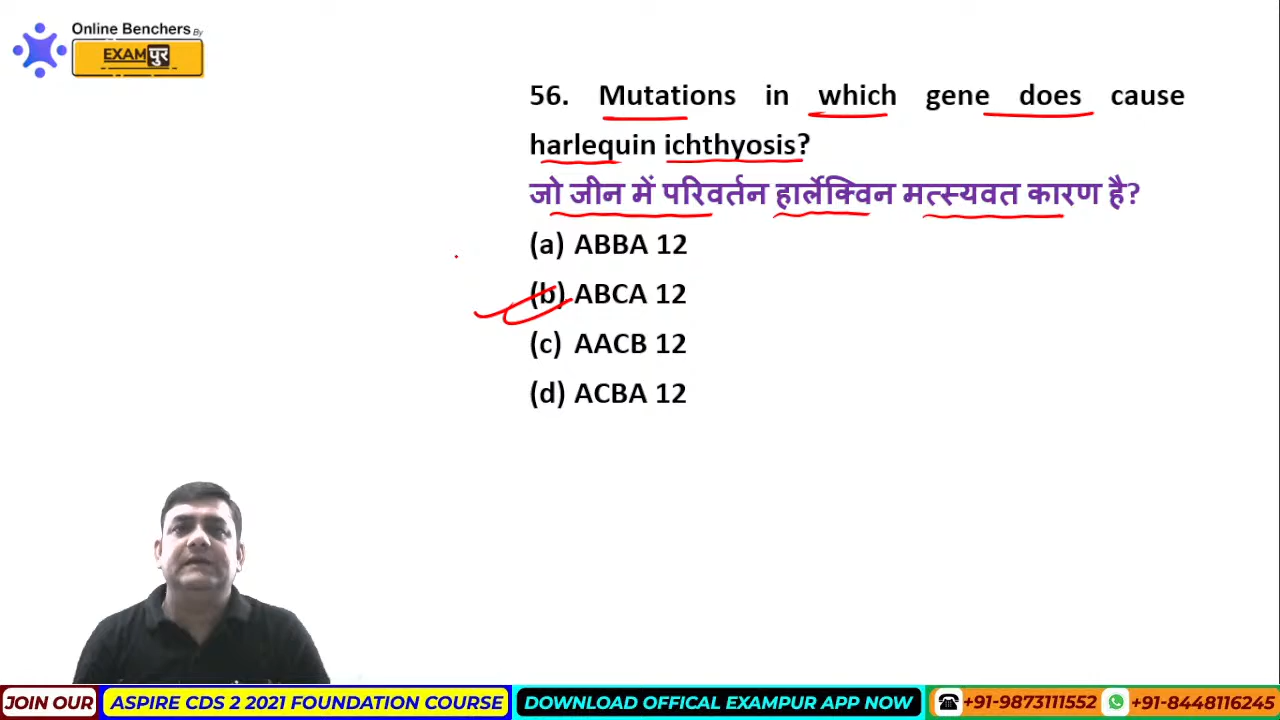 Online Benchers By
EXAMपुर
56. Mutations in which gene does cause
harlequin ichthyosis?
जो जीन में परिवर्तन हार्लेक्विन मत्स्यवत कारण है?
(a) ABBA 12
(b) ABCA 12
(c) AACB 12
(d) ACBA 12
JOIN OUR ASPIRE CDS 2 2021 FOUNDATION COURSE DOWNLOAD OFFICAL EXAMPUR APP NOW +91-9873111552 +91-8448116245